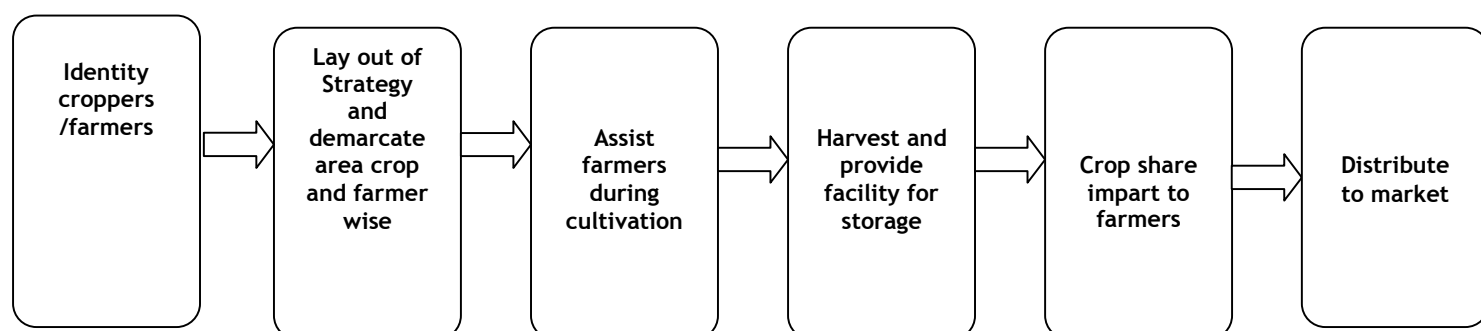 Identity
croppers
/farmers
Lay out of
Strategy
and
demarcate
area crop
and farmer
wise
Assist
farmers
during
cultivation
Harvest and
provide
facility for
storage
Crop share
impart to
farmers
Distribute
to market